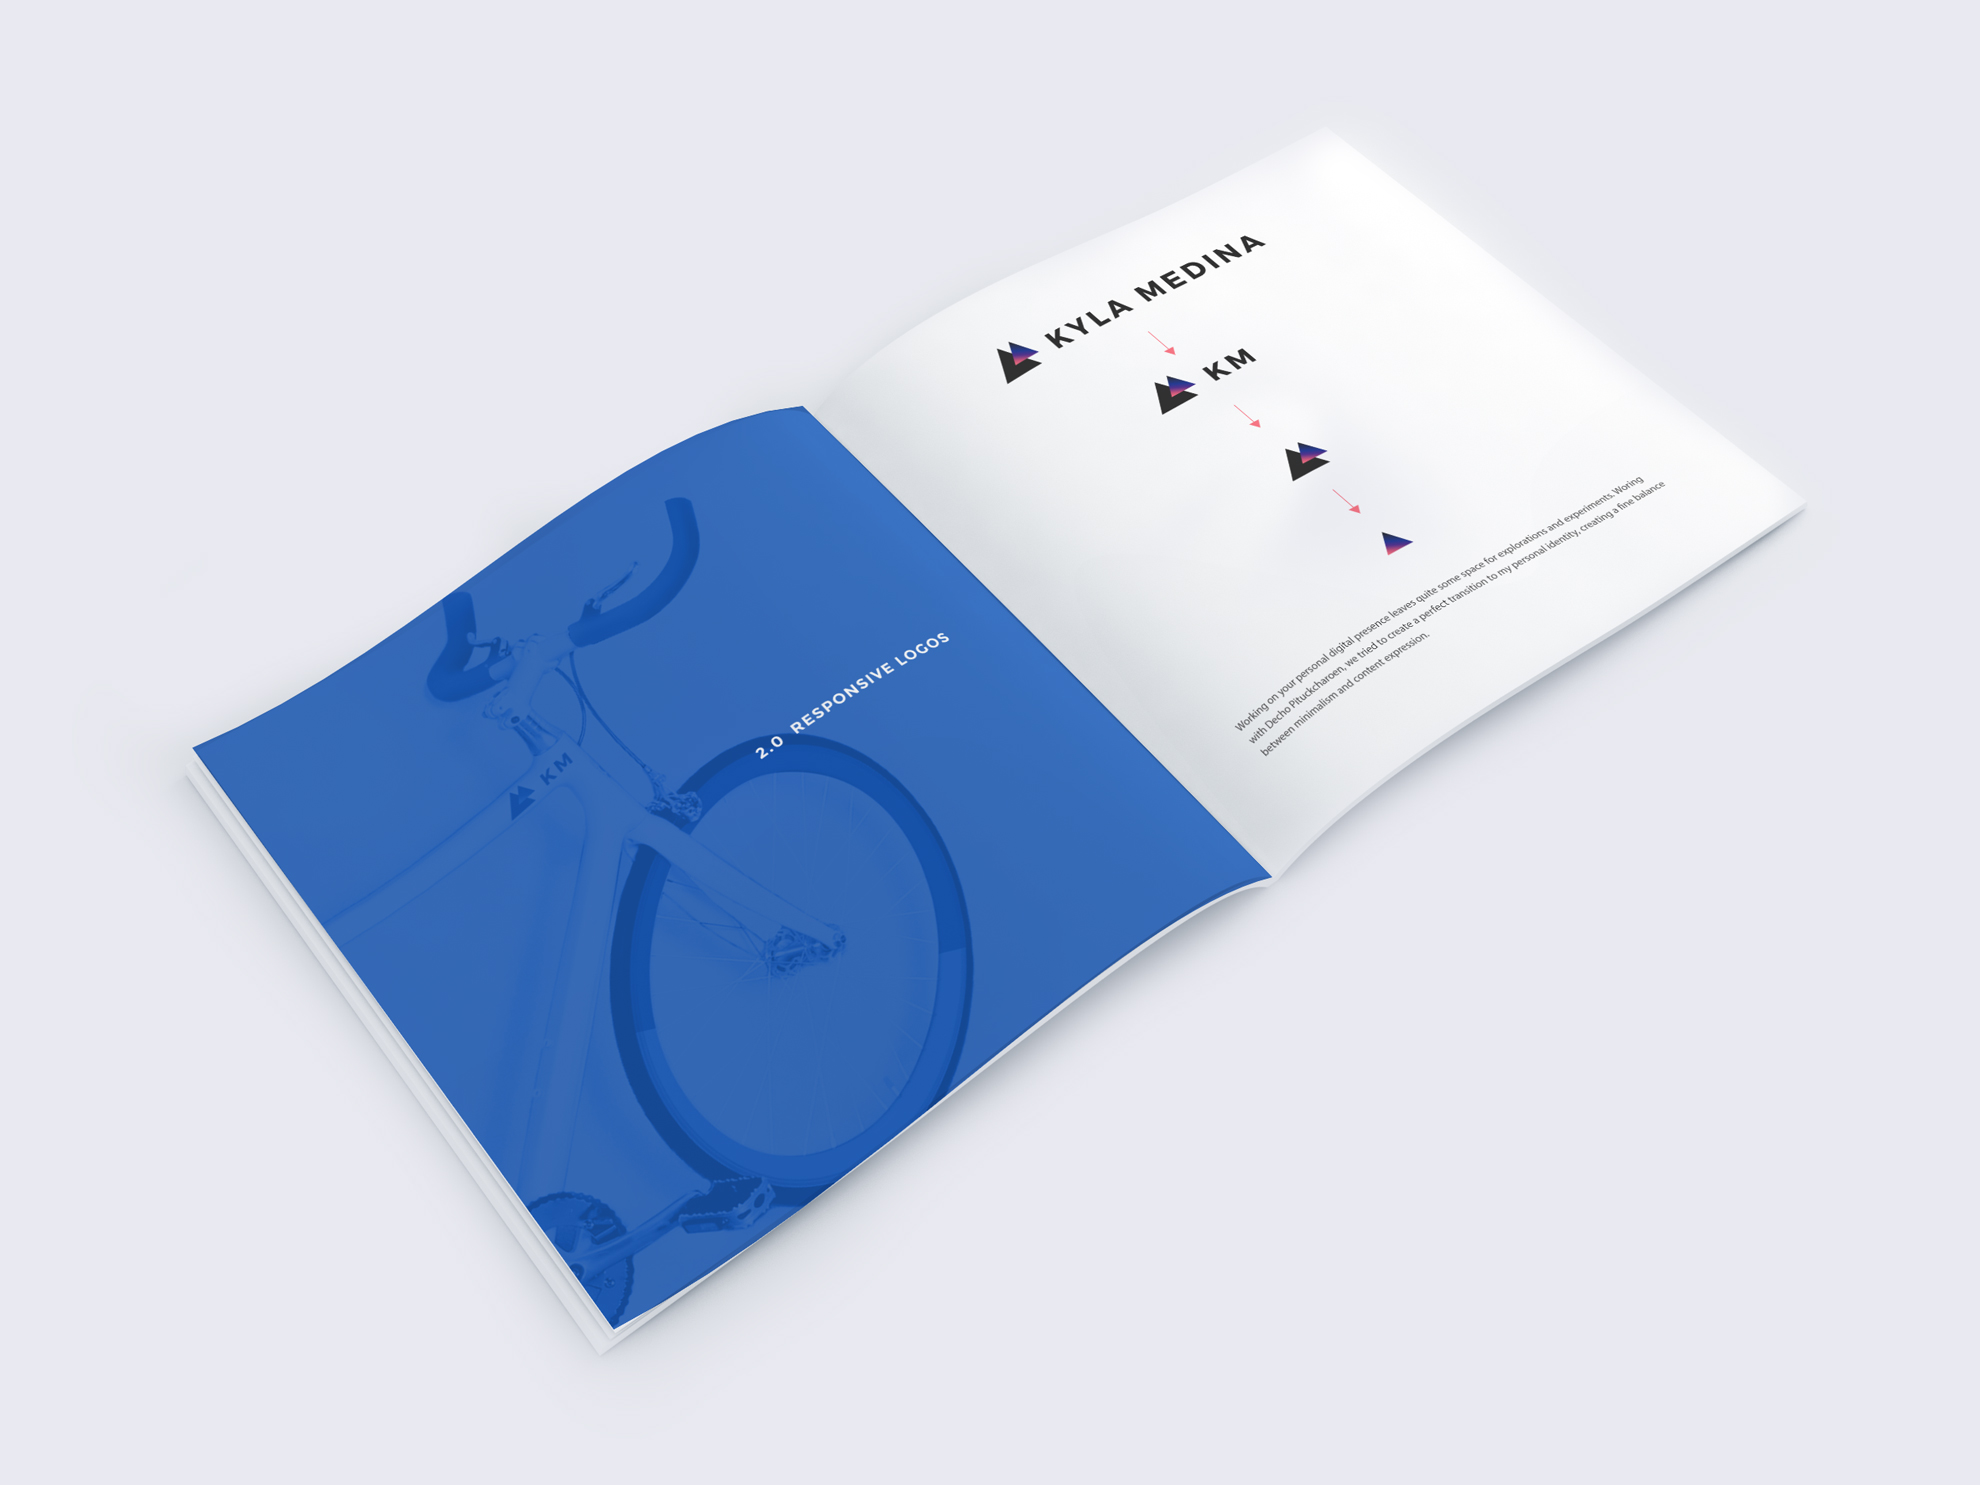 KM
2.0 RESPONSIVE LOGOS
KYLA MEDINA
KM
Working on your personal digital presence leaves quite some space for explorations and experiments. Woring
with Decho Pituckcharoen, we tried to create a perfect transition to my personal identity, creating a fine balance
between minimalism and content expression.